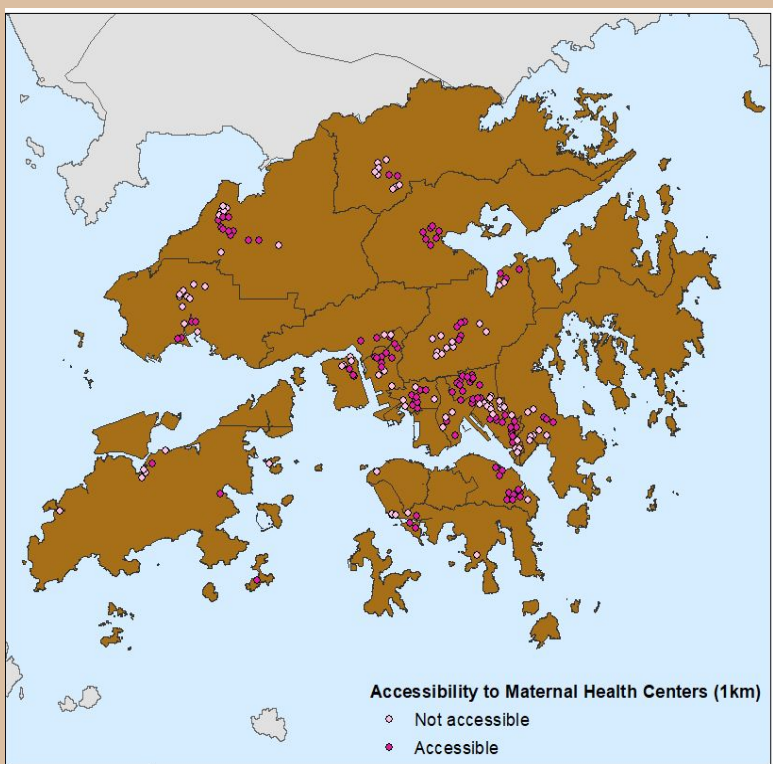 Accessibility to Maternal Health Centers (1km)
Not accessible
Accessible